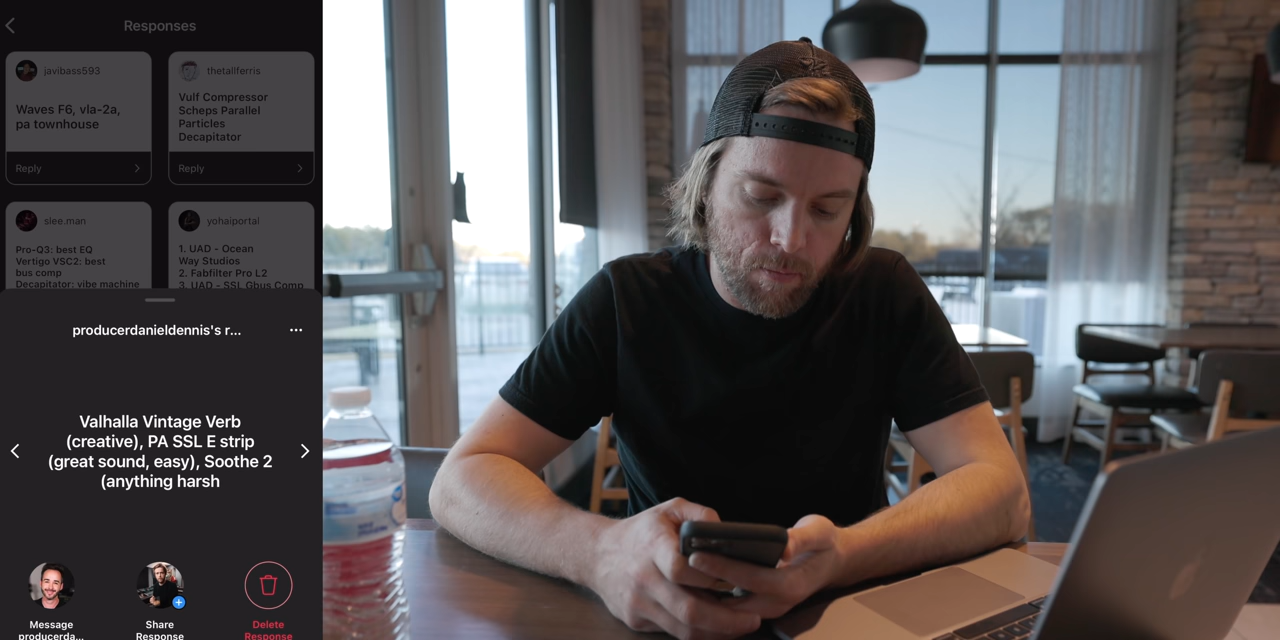 Responses
javibass593
Waves F6, vla-2a,
pa townhouse
Reply
thetallferris
Vulf Compressor
Scheps Parallel
Particles
Decapitator
Reply
slee.man
Pro-Q3: best EQ
Vertigo VSC2: best
bus comp
Decapitator: vibe machine
yohaiportal
1. UAD - Ocean
Way Studios
2. Fabfilter Pro L2
3. UAD - SSL Gbus Comp
producerdanieldennis's r...
Valhalla Vintage Verb
(creative), PA SSL E strip
(great sound, easy), Soothe 2
(anything harsh
Message
producerda...
Share
Response
Delete
Response